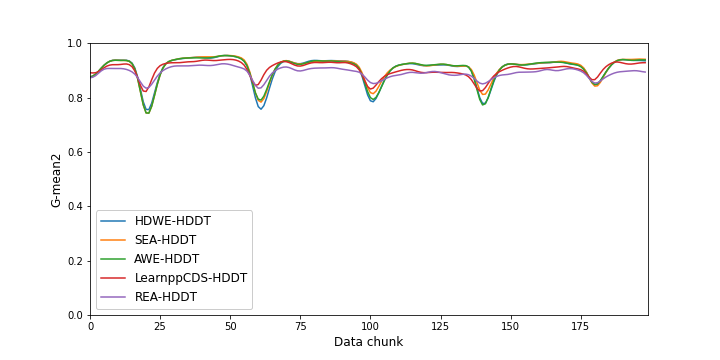 1.0
0.8
0.6
0.4
0.2
0.0
G-mean2
HDWE-HDDT
SEA-HDDT
AWE-HDDT
LearnppCDS-HDDT
REA-HDDT
0 25 50 75 100 125 150 175
Data chunk